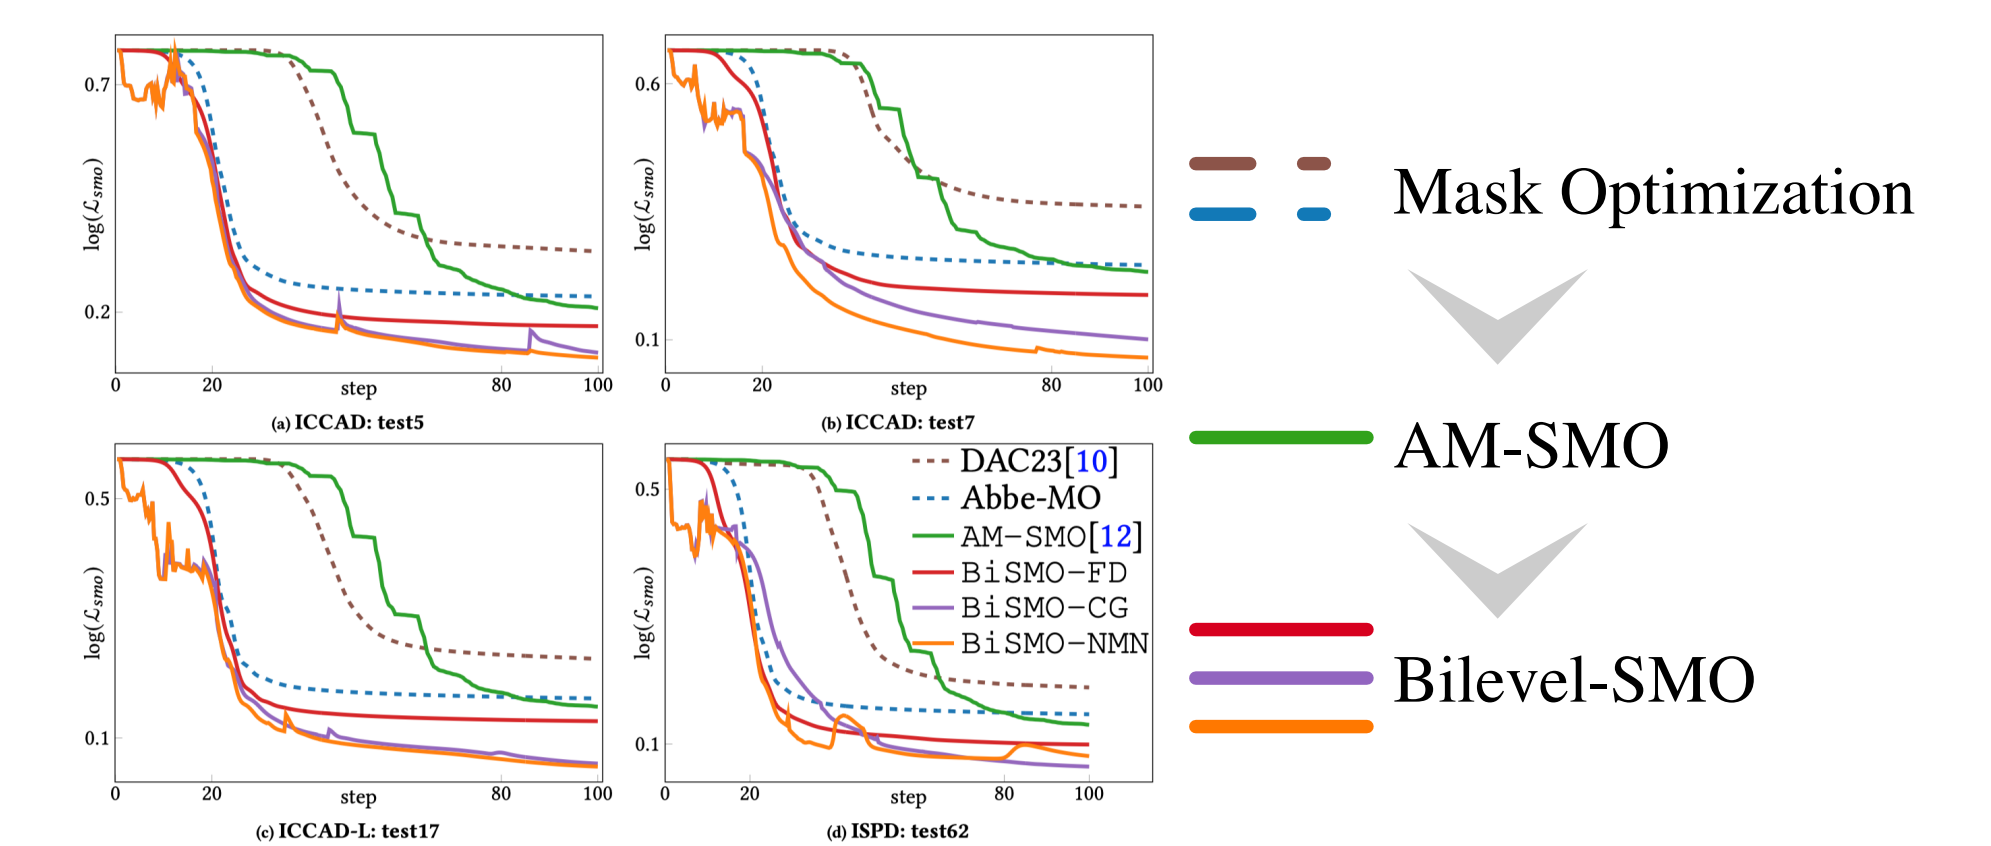 0.7
0.2
log(ℒsmo)
0
20
step
80
100
(a) ICCAD: test5
0.6
0.1
log(ℒsmo)
0
20
step
80
100
(b) ICCAD: test7
0.5
0.1
log(ℒsmo)
0
20
step
80
100
(c) ICCAD-L: test17
0.5
0.1
log(ℒsmo)
DAC23[10]
Abbe-MO
AM-SMO[12]
BiSMO-FD
BiSMO-CG
BiSMO-NMN
0
20
step
80
100
(d) ISPD: test62
Mask Optimization
AM-SMO
Bilevel-SMO